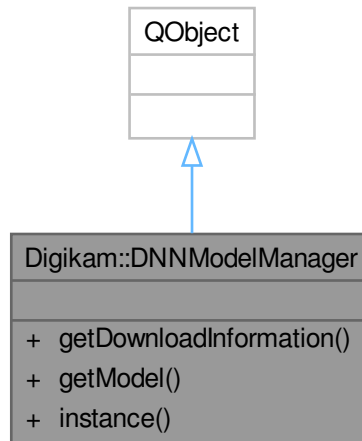 QObject
Digikam::DNNModelManager
+ getDownloadInformation()
+ getModel()
+ instance()